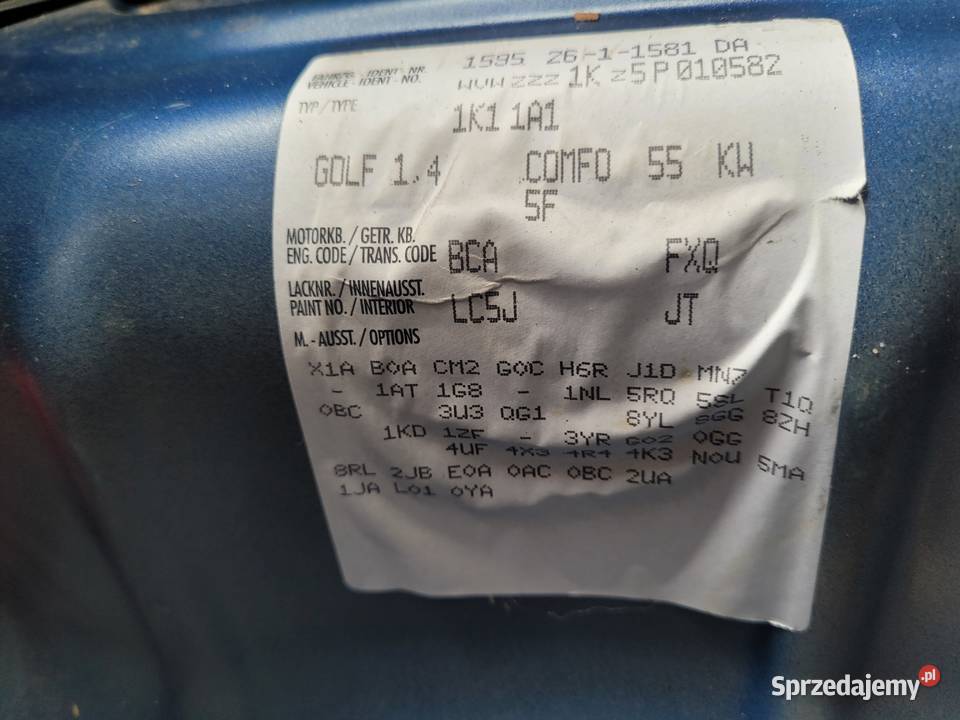 1595 26-1-1581 DA
FAHRZG.-IDENT-NR. WVWZZZ1KZ5P010582
VEHICLE-IDENT-NO.
TYP/TYPE 1K1 1A1
GOLF 1.4 COMFO 55 KW
5F
MOTORKB./GETR. KB.
ENG. CODE/TRANS. CODE BCA FXQ
LACKNR./INNENAUSST.
PAINT NO./INTERIOR LC5J JT
M.-AUSST./OPTIONS
X1A B0A CM2 G0C H6R J1D MN7
- 1AT 1G8 - 1NL 5RQ 5SL T1Q
0BC 3U3 QG1 8YL 8ZH
1KD 1ZF - 3YR 0GG
4UF 4X3 4R4 4K3 N0U 5MA
8RL 2JB E0A 0AC 0BC 2UA
1JA L01 0YA
Sprzedajemy.pl